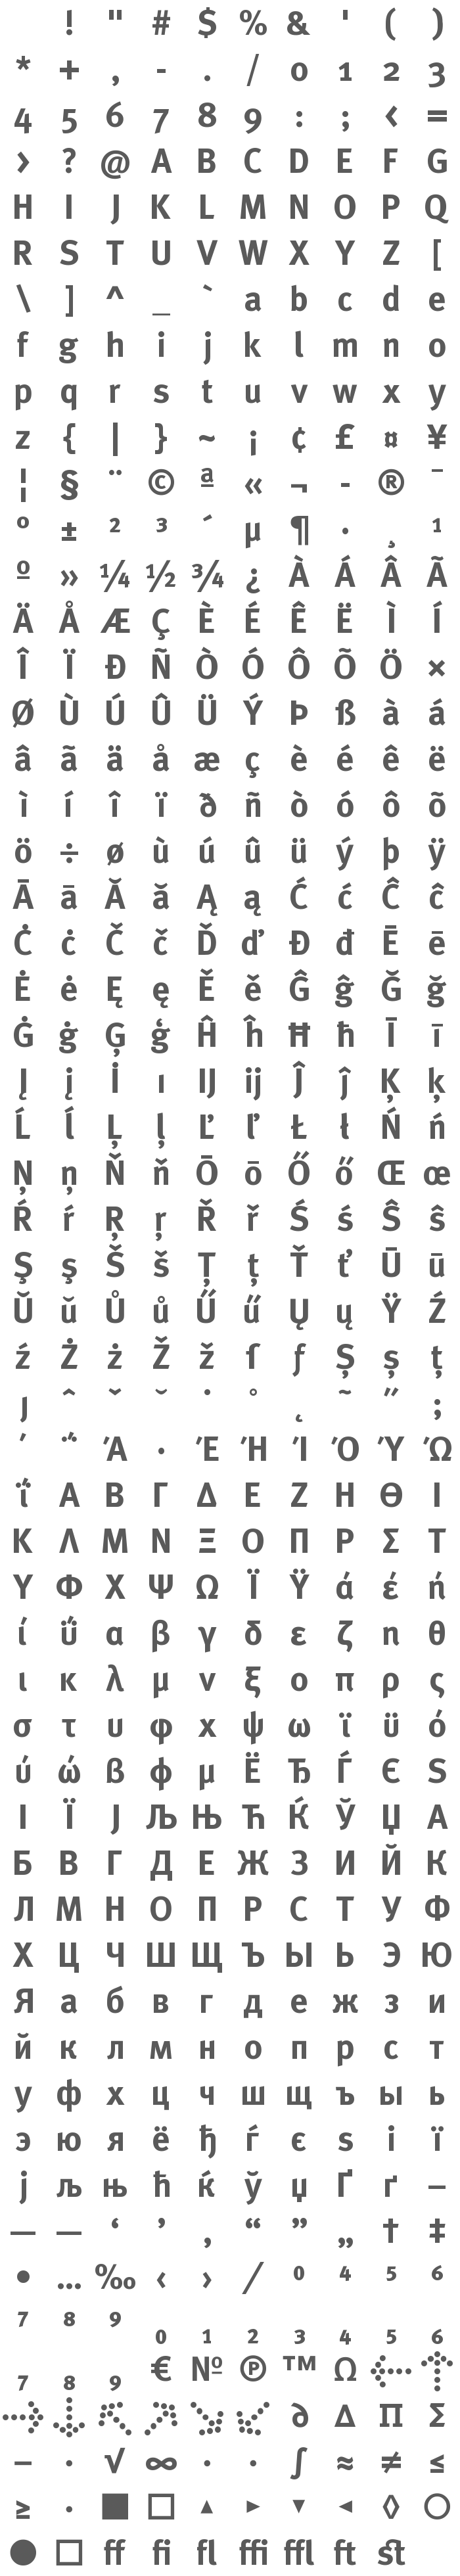 ! " # $ % & ' ( )
* + , - . / 0 1 2 3
4 5 6 7 8 9 : ; < =
> ? @ A B C D E F G
H I J K L M N O P Q
R S T U V W X Y Z [
\ ] ^ _ ` a b c d e
f g h i j k l m n o
p q r s t u v w x y
z { | } ~ ¡ ¢ £ ¤ ¥
¦ § ¨ © ª « ¬ - ® ¯
° ± ² ³ ´ µ ¶ · ¸ ¹
º » ¼ ½ ¾ ¿ À Á Â Ã
Ä Å Æ Ç È É Ê Ë Ì Í
Î Ï Ð Ñ Ò Ó Ô Õ Ö ×
Ø Ù Ú Û Ü Ý Þ ß à á
â ã ä å æ ç è é ê ë
ì í î ï ð ñ ò ó ô õ
ö ÷ ø ù ú û ü ý þ ÿ
Ā ā Ă ă Ą ą Ć ć Ĉ ĉ
Ċ ċ Č č Ď ď Đ đ Ē ē
Ė ė Ę ę Ě ě Ĝ ĝ Ğ ğ
Ġ ġ Ģ ģ Ĥ ĥ Ħ ħ Ī ī
Į į İ ı Ĳ ĳ Ĵ ĵ Ķ ķ
Ĺ ĺ Ļ ļ Ľ ľ Ł ł Ń ń
Ņ ņ Ň ň Ō ō Ő ő Œ œ
Ŕ ŕ Ŗ ŗ Ř ř Ś ś Ŝ ŝ
Ş ş Š š Ţ ţ Ť ť Ū ū
Ŭ ŭ Ů ů Ű ű Ų ų Ÿ Ź
ź Ż ż Ž ž ſ ƒ Ș ș ț
ȷ ˆ ˇ ˘ ˙ ˚ ˛ ˜ ˝ ;
΄ ΅ Ά · Έ Ή Ί Ό Ύ Ώ
ΐ Α Β Γ Δ Ε Ζ Η Θ Ι
Κ Λ Μ Ν Ξ Ο Π Ρ Σ Τ
Υ Φ Χ Ψ Ω Ϊ Ϋ ά έ ή
ί ΰ α β γ δ ε ζ η θ
ι κ λ μ ν ξ ο π ρ ς
σ τ υ φ χ ψ ω ϊ ϋ ό
ύ ώ ϐ ϕ µ Ё Ђ Ѓ Є Ѕ
І Ї Ј Љ Њ Ћ Ќ Ў Џ А
Б В Г Д Е Ж З И Й К
Л М Н О П Р С Т У Ф
Х Ц Ч Ш Щ Ъ Ы Ь Э Ю
Я а б в г д е ж з и
й к л м н о п р с т
у ф х ц ч ш щ ъ ы ь
э ю я ё ђ ѓ є ѕ і ї
ј љ њ ћ ќ ў џ Ґ ґ –
— ― ‘ ’ ‚ “ ” „ † ‡
• … ‰ ‹ › ⁄ ⁰ ⁴ ⁵ ⁶
⁷ ⁸ ⁹ ₀ ₁ ₂ ₃ ₄ ₅ ₆
₇ ₈ ₉ € № ℗ ™ Ω ← ↑
→ ↓ ↖ ↗ ↘ ↙ ∂ ∆ ∏ ∑
− ∙ √ ∞ ∙ ∙ ∫ ≈ ≠ ≤
≥ ⋅ ■ □ ▲ ► ▼ ◄ ◊ ○
● □ ﬀ ﬁ ﬂ ﬃ ﬄ ſt st